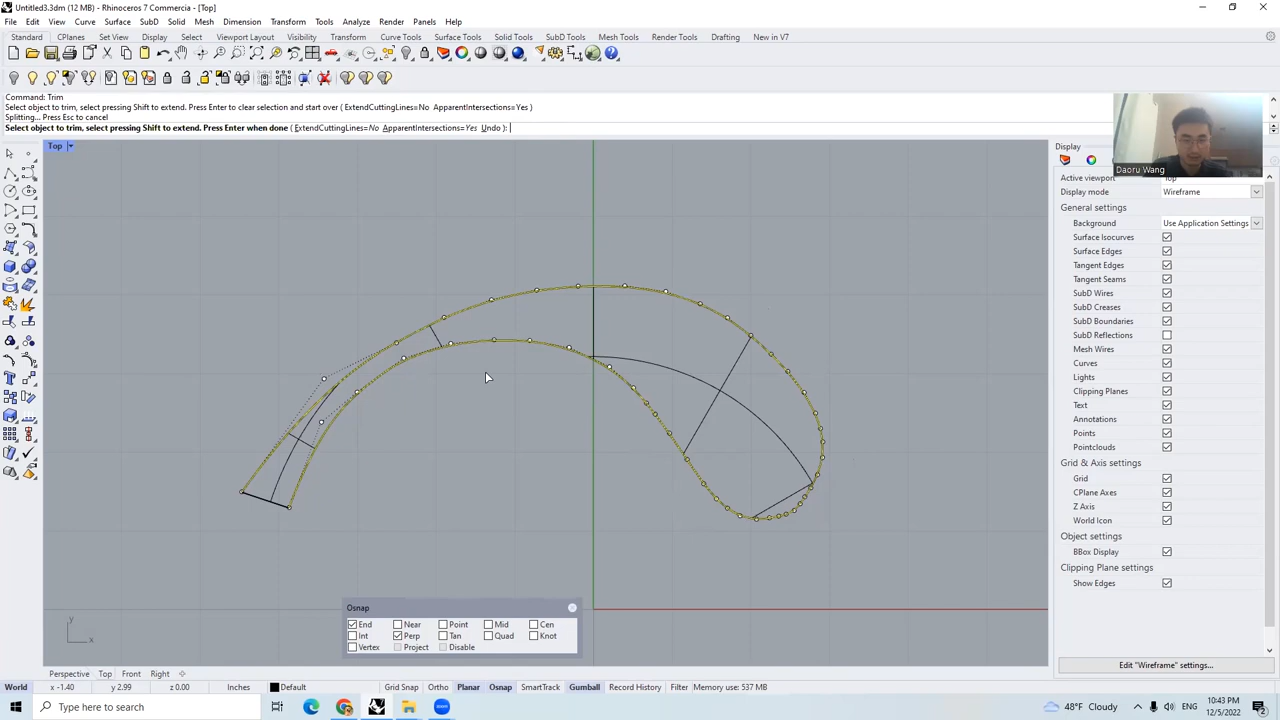 Untitled3.3dm (12 MB) - Rhinoceros 7 Commercia - [Top]
File Edit View Curve Surface SubD Solid Mesh Dimension Transform Tools Analyze Render Panels Help
Standard CPlanes Set View Display Select Viewport Layout Visibility Transform Curve Tools Surface Tools Solid Tools SubD Tools Mesh Tools Render Tools Drafting New in V7
Command: Trim
Select object to trim, select pressing Shift to extend. Press Enter to clear selection and start over ( ExtendCuttingLines=No ApparentIntersections=Yes )
Splitting... Press Esc to cancel
Select object to trim, select pressing Shift to extend. Press Enter when done ( ExtendCuttingLines=No ApparentIntersections=Yes Undo ):
Top
Daoru Wang
Display
Active viewport Top
Display mode Wireframe
General settings
Background Use Application Settings
Surface Isocurves
Surface Edges
Tangent Edges
Tangent Seams
SubD Wires
SubD Creases
SubD Boundaries
SubD Reflections
Mesh Wires
Curves
Lights
Clipping Planes
Text
Annotations
Points
Pointclouds
Grid & Axis settings
Grid
CPlane Axes
Z Axis
World Icon
Object settings
BBox Display
Clipping Plane settings
Show Edges
Edit "Wireframe" settings...
y
x
Osnap
End Near Point Mid Cen
Int Perp Tan Quad Knot
Vertex Project Disable
Perspective Top Front Right
World x -1.40 y 2.99 z 0.00 Inches Default Grid Snap Ortho Planar Osnap SmartTrack Gumball Record History Filter Memory use: 537 MB
Type here to search
48°F Cloudy
ENG
10:43 PM
12/5/2022
2